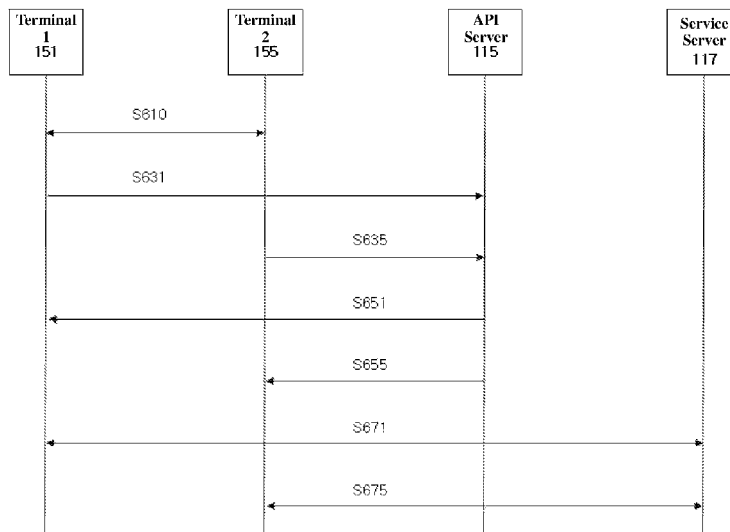 Terminal
1
151
Terminal
2
155
API
Server
115
Service
Server
117
S610
S631
S635
S651
S655
S671
S675